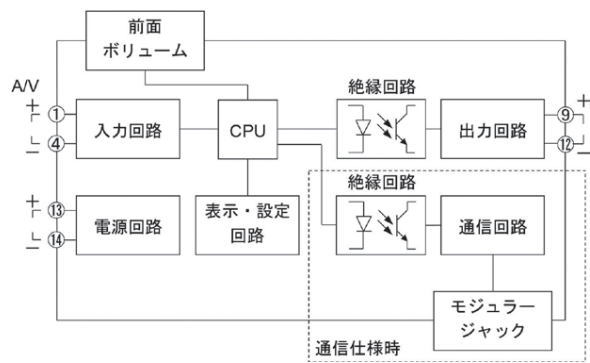 前面
ボリューム
A/V
+
①
④
−
入力回路
CPU
絶縁回路
出力回路
⑨
+
⑫
−
+
⑬
⑭
−
電源回路
表示・設定
回路
絶縁回路
通信回路
モジュラー
ジャック
通信仕様時